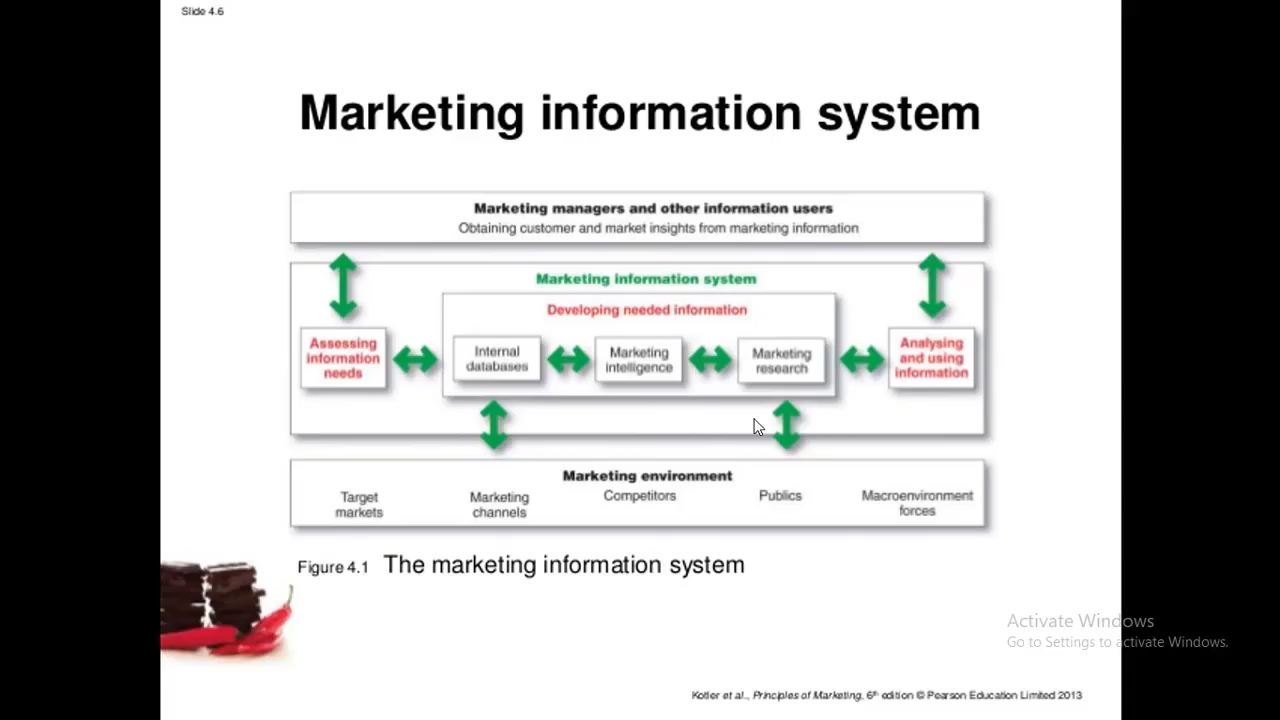 Slide 4.6
Marketing information system
Marketing managers and other information users
Obtaining customer and market insights from marketing information
Marketing information system
Developing needed information
Assessing
information
needs
Internal
databases
Marketing
intelligence
Marketing
research
Analysing
and using
information
Marketing environment
Target
markets
Marketing
channels
Competitors
Publics
Macroenvironment
forces
Figure 4.1 The marketing information system
Activate Windows
Go to Settings to activate Windows.
Kotler et al., Principles of Marketing, 6th edition © Pearson Education Limited 2013